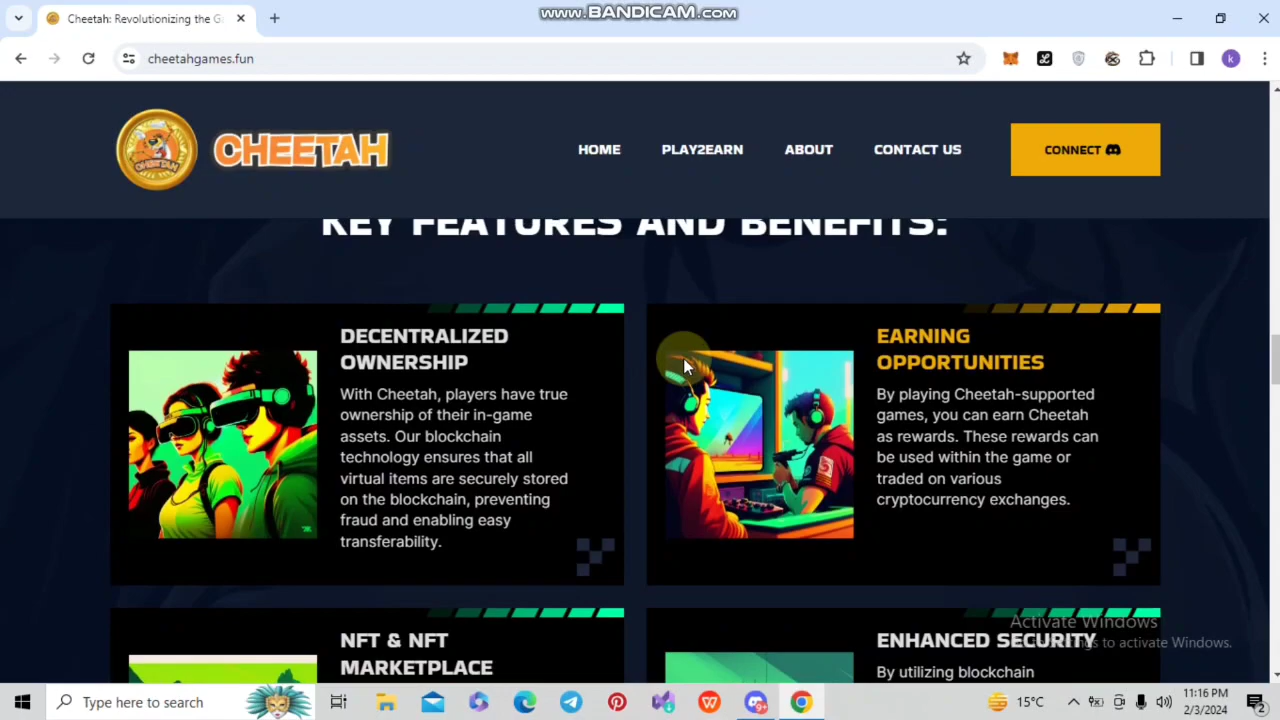 www.BANDICAM.com
Cheetah: Revolutionizing the G
cheetahgames.fun
k
CHEETAH
HOME
PLAY2EARN
ABOUT
CONTACT US
CONNECT
KEY FEATURES AND BENEFITS:
DECENTRALIZED
OWNERSHIP
With Cheetah, players have true
ownership of their in-game
assets. Our blockchain
technology ensures that all
virtual items are securely stored
on the blockchain, preventing
fraud and enabling easy
transferability.
EARNING
OPPORTUNITIES
By playing Cheetah-supported
games, you can earn Cheetah
as rewards. These rewards can
be used within the game or
traded on various
cryptocurrency exchanges.
NFT & NFT
MARKETPLACE
ENHANCED SECURITY
By utilizing blockchain
Activate Windows
to activate Windows.
Type here to search
9+
15°C
11:16 PM
2/3/2024
2